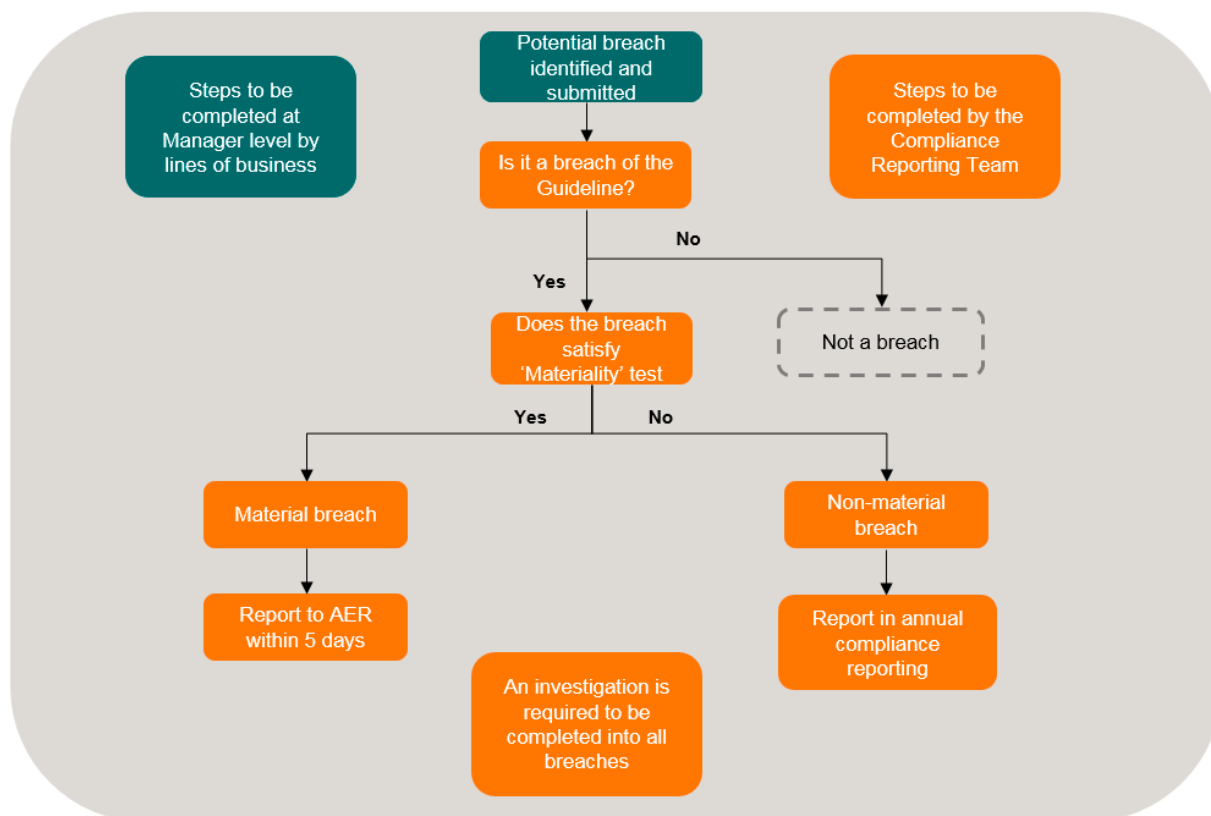 Potential breach
identified and
submitted
Steps to be
completed at
Manager level by
lines of business
Steps to be
completed by the
Compliance
Reporting Team
Is it a breach of the
Guideline?
No
Yes
Does the breach
satisfy
‘Materiality’ test
Not a breach
Yes
No
Material breach
Non-material
breach
Report to AER
within 5 days
Report in annual
compliance
reporting
An investigation is
required to be
completed into all
breaches